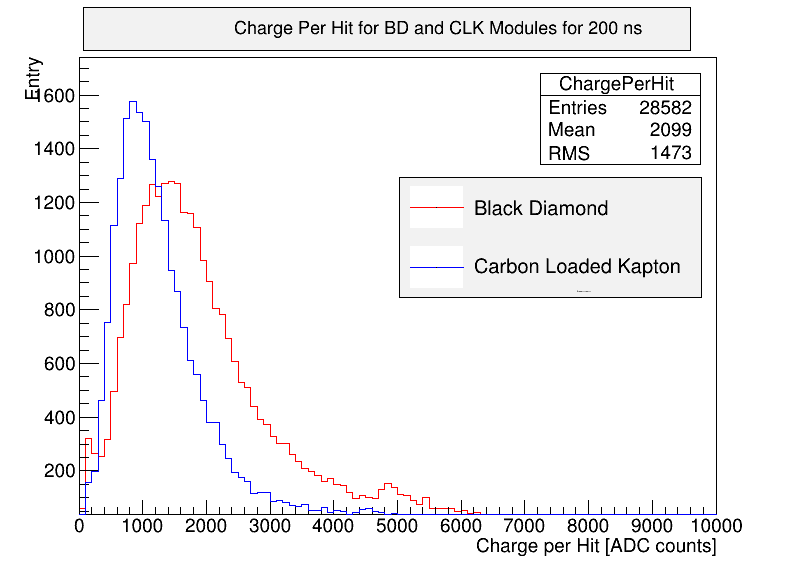 Charge Per Hit for BD and CLK Modules for 200 ns
Entry
ChargePerHit
Entries 28582
Mean 2099
RMS 1473
Black Diamond
Carbon Loaded Kapton
1600
1400
1200
1000
800
600
400
200
0 1000 2000 3000 4000 5000 6000 7000 8000 9000 10000
Charge per Hit [ADC counts]